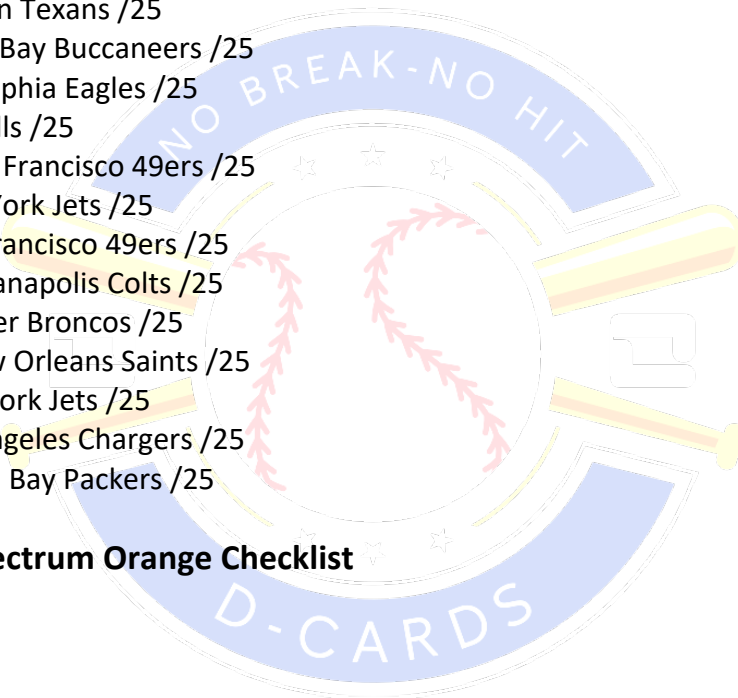 n Texans /25
Bay Buccaneers /25
phia Eagles /25
lls /25
Francisco 49ers /25
York Jets /25
rancisco 49ers /25
anapolis Colts /25
er Broncos /25
w Orleans Saints /25
ork Jets /25
ngeles Chargers /25
Bay Packers /25
ectrum Orange Checklist
NO BREAK-NO HIT
D-CARDS